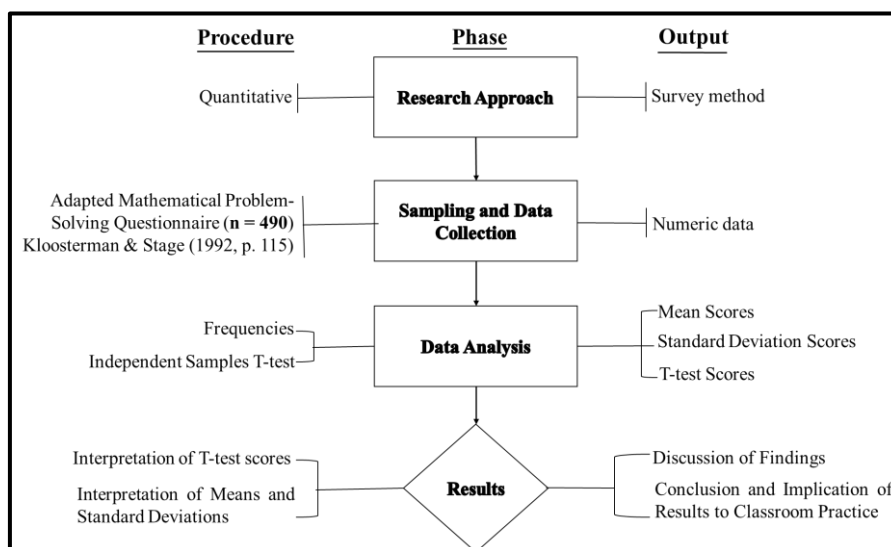 Procedure
Phase
Output
Quantitative
Research Approach
Survey method
Adapted Mathematical Problem-
Solving Questionnaire (n = 490)
Kloosterman & Stage (1992, p. 115)
Sampling and Data
Collection
Numeric data
Frequencies
Independent Samples T-test
Data Analysis
Mean Scores
Standard Deviation Scores
T-test Scores
Interpretation of T-test scores
Interpretation of Means and
Standard Deviations
Results
Discussion of Findings
Conclusion and Implication of
Results to Classroom Practice